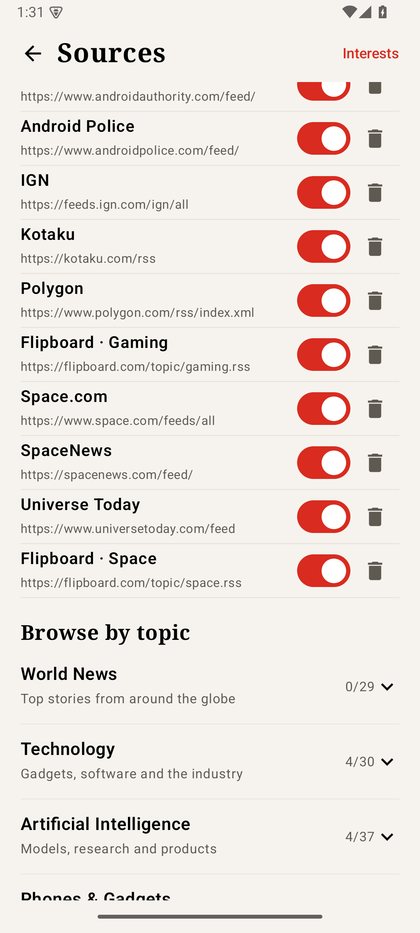 1:31
Sources
Interests
https://www.androidauthority.com/feed/
Android Police
https://www.androidpolice.com/feed/
IGN
https://feeds.ign.com/ign/all
Kotaku
https://kotaku.com/rss
Polygon
https://www.polygon.com/rss/index.xml
Flipboard · Gaming
https://flipboard.com/topic/gaming.rss
Space.com
https://www.space.com/feeds/all
SpaceNews
https://spacenews.com/feed/
Universe Today
https://www.universetoday.com/feed
Flipboard · Space
https://flipboard.com/topic/space.rss
Browse by topic
World News
Top stories from around the globe
0/29
Technology
Gadgets, software and the industry
4/30
Artificial Intelligence
Models, research and products
4/37
Phones & Gadgets